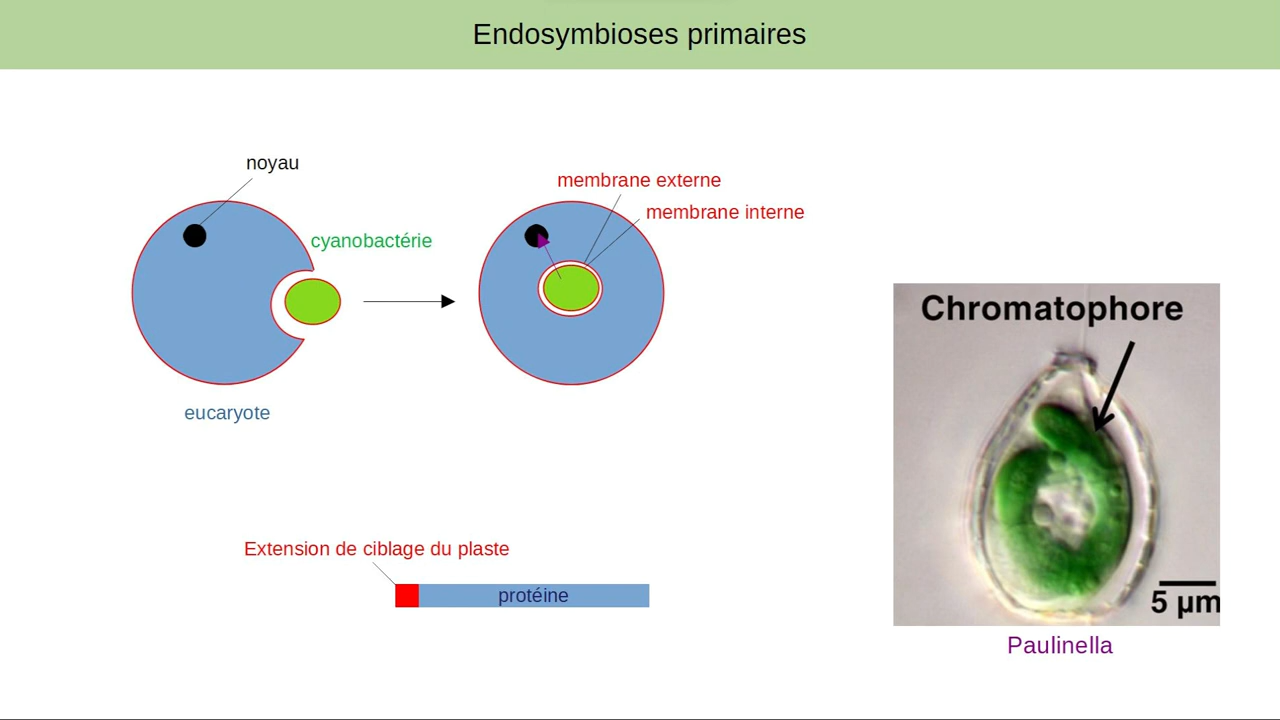 Endosymbioses primaires
noyau
membrane externe
membrane interne
cyanobactérie
eucaryote
Chromatophore
5 µm
Paulinella
Extension de ciblage du plaste
protéine